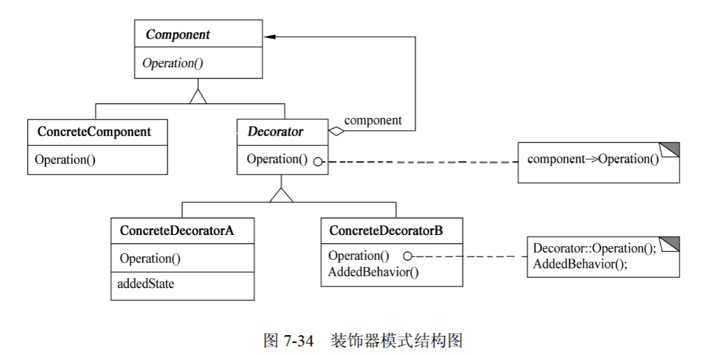 Component
Operation()
ConcreteComponent
Operation()
Decorator
Operation()
component
component->Operation()
ConcreteDecoratorA
Operation()
addedState
ConcreteDecoratorB
Operation()
AddedBehavior()
Decorator::Operation();
AddedBehavior();
图 7-34 装饰器模式结构图